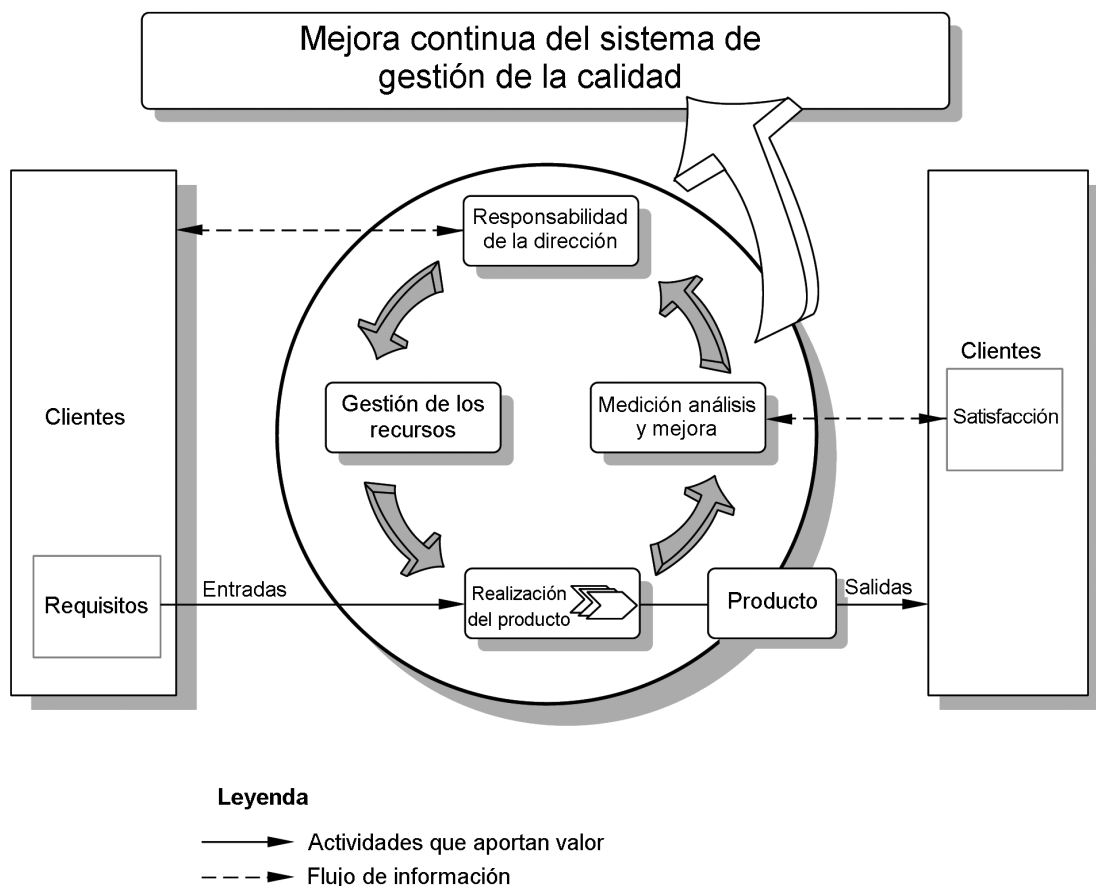 Mejora continua del sistema de
gestión de la calidad
Responsabilidad
de la dirección
Clientes
Gestión de los
recursos
Medición análisis
y mejora
Clientes
Satisfacción
Requisitos
Entradas
Realización
del producto
Producto
Salidas
Leyenda
Actividades que aportan valor
Flujo de información